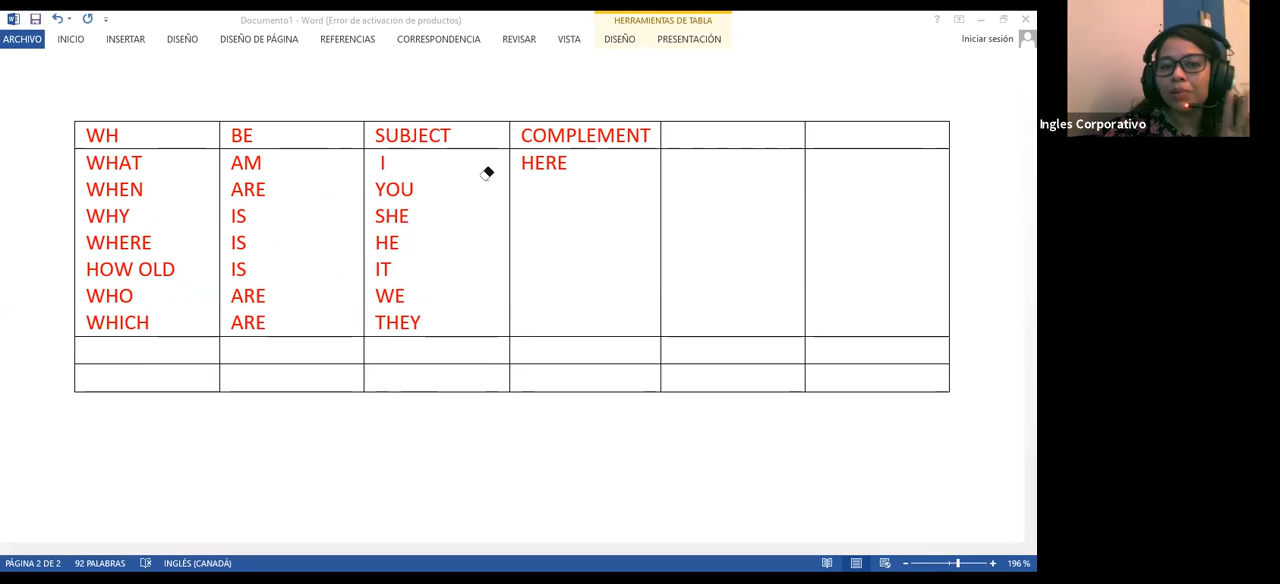 Documento1 - Word (Error de activación de productos)
HERRAMIENTAS DE TABLA
?
ARCHIVO INICIO INSERTAR DISEÑO DISEÑO DE PÁGINA REFERENCIAS CORRESPONDENCIA REVISAR VISTA DISEÑO PRESENTACIÓN Iniciar sesión
Ingles Corporativo
WH BE SUBJECT COMPLEMENT
WHAT AM I HERE
WHEN ARE YOU
WHY IS SHE
WHERE IS HE
HOW OLD IS IT
WHO ARE WE
WHICH ARE THEY
PÁGINA 2 DE 2 92 PALABRAS INGLÉS (CANADÁ) 196 %